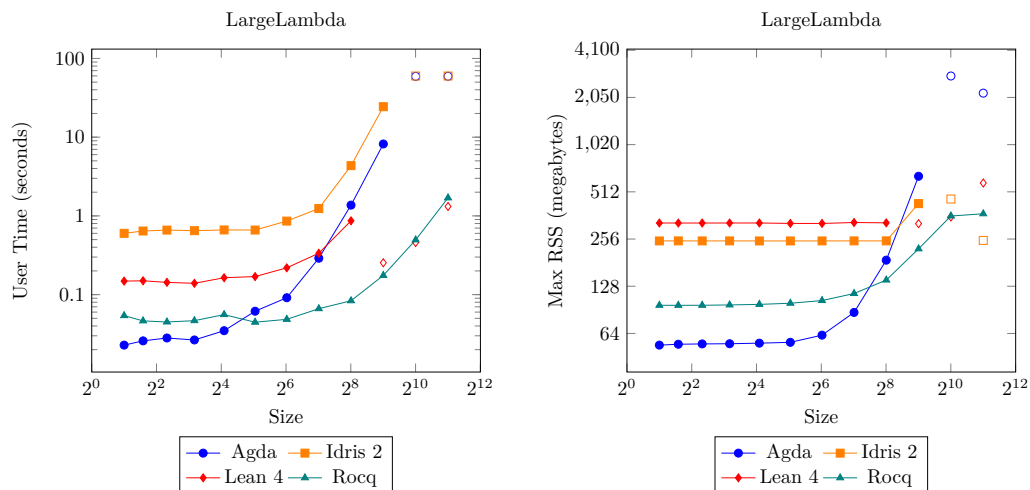 LargeLambda
100
10
1
0.1
User Time (seconds)
2^0 2^2 2^4 2^6 2^8 2^10 2^12
Size
Agda Idris 2
Lean 4 Rocq
LargeLambda
4,100
2,050
1,020
512
256
128
64
Max RSS (megabytes)
2^0 2^2 2^4 2^6 2^8 2^10 2^12
Size
Agda Idris 2
Lean 4 Rocq